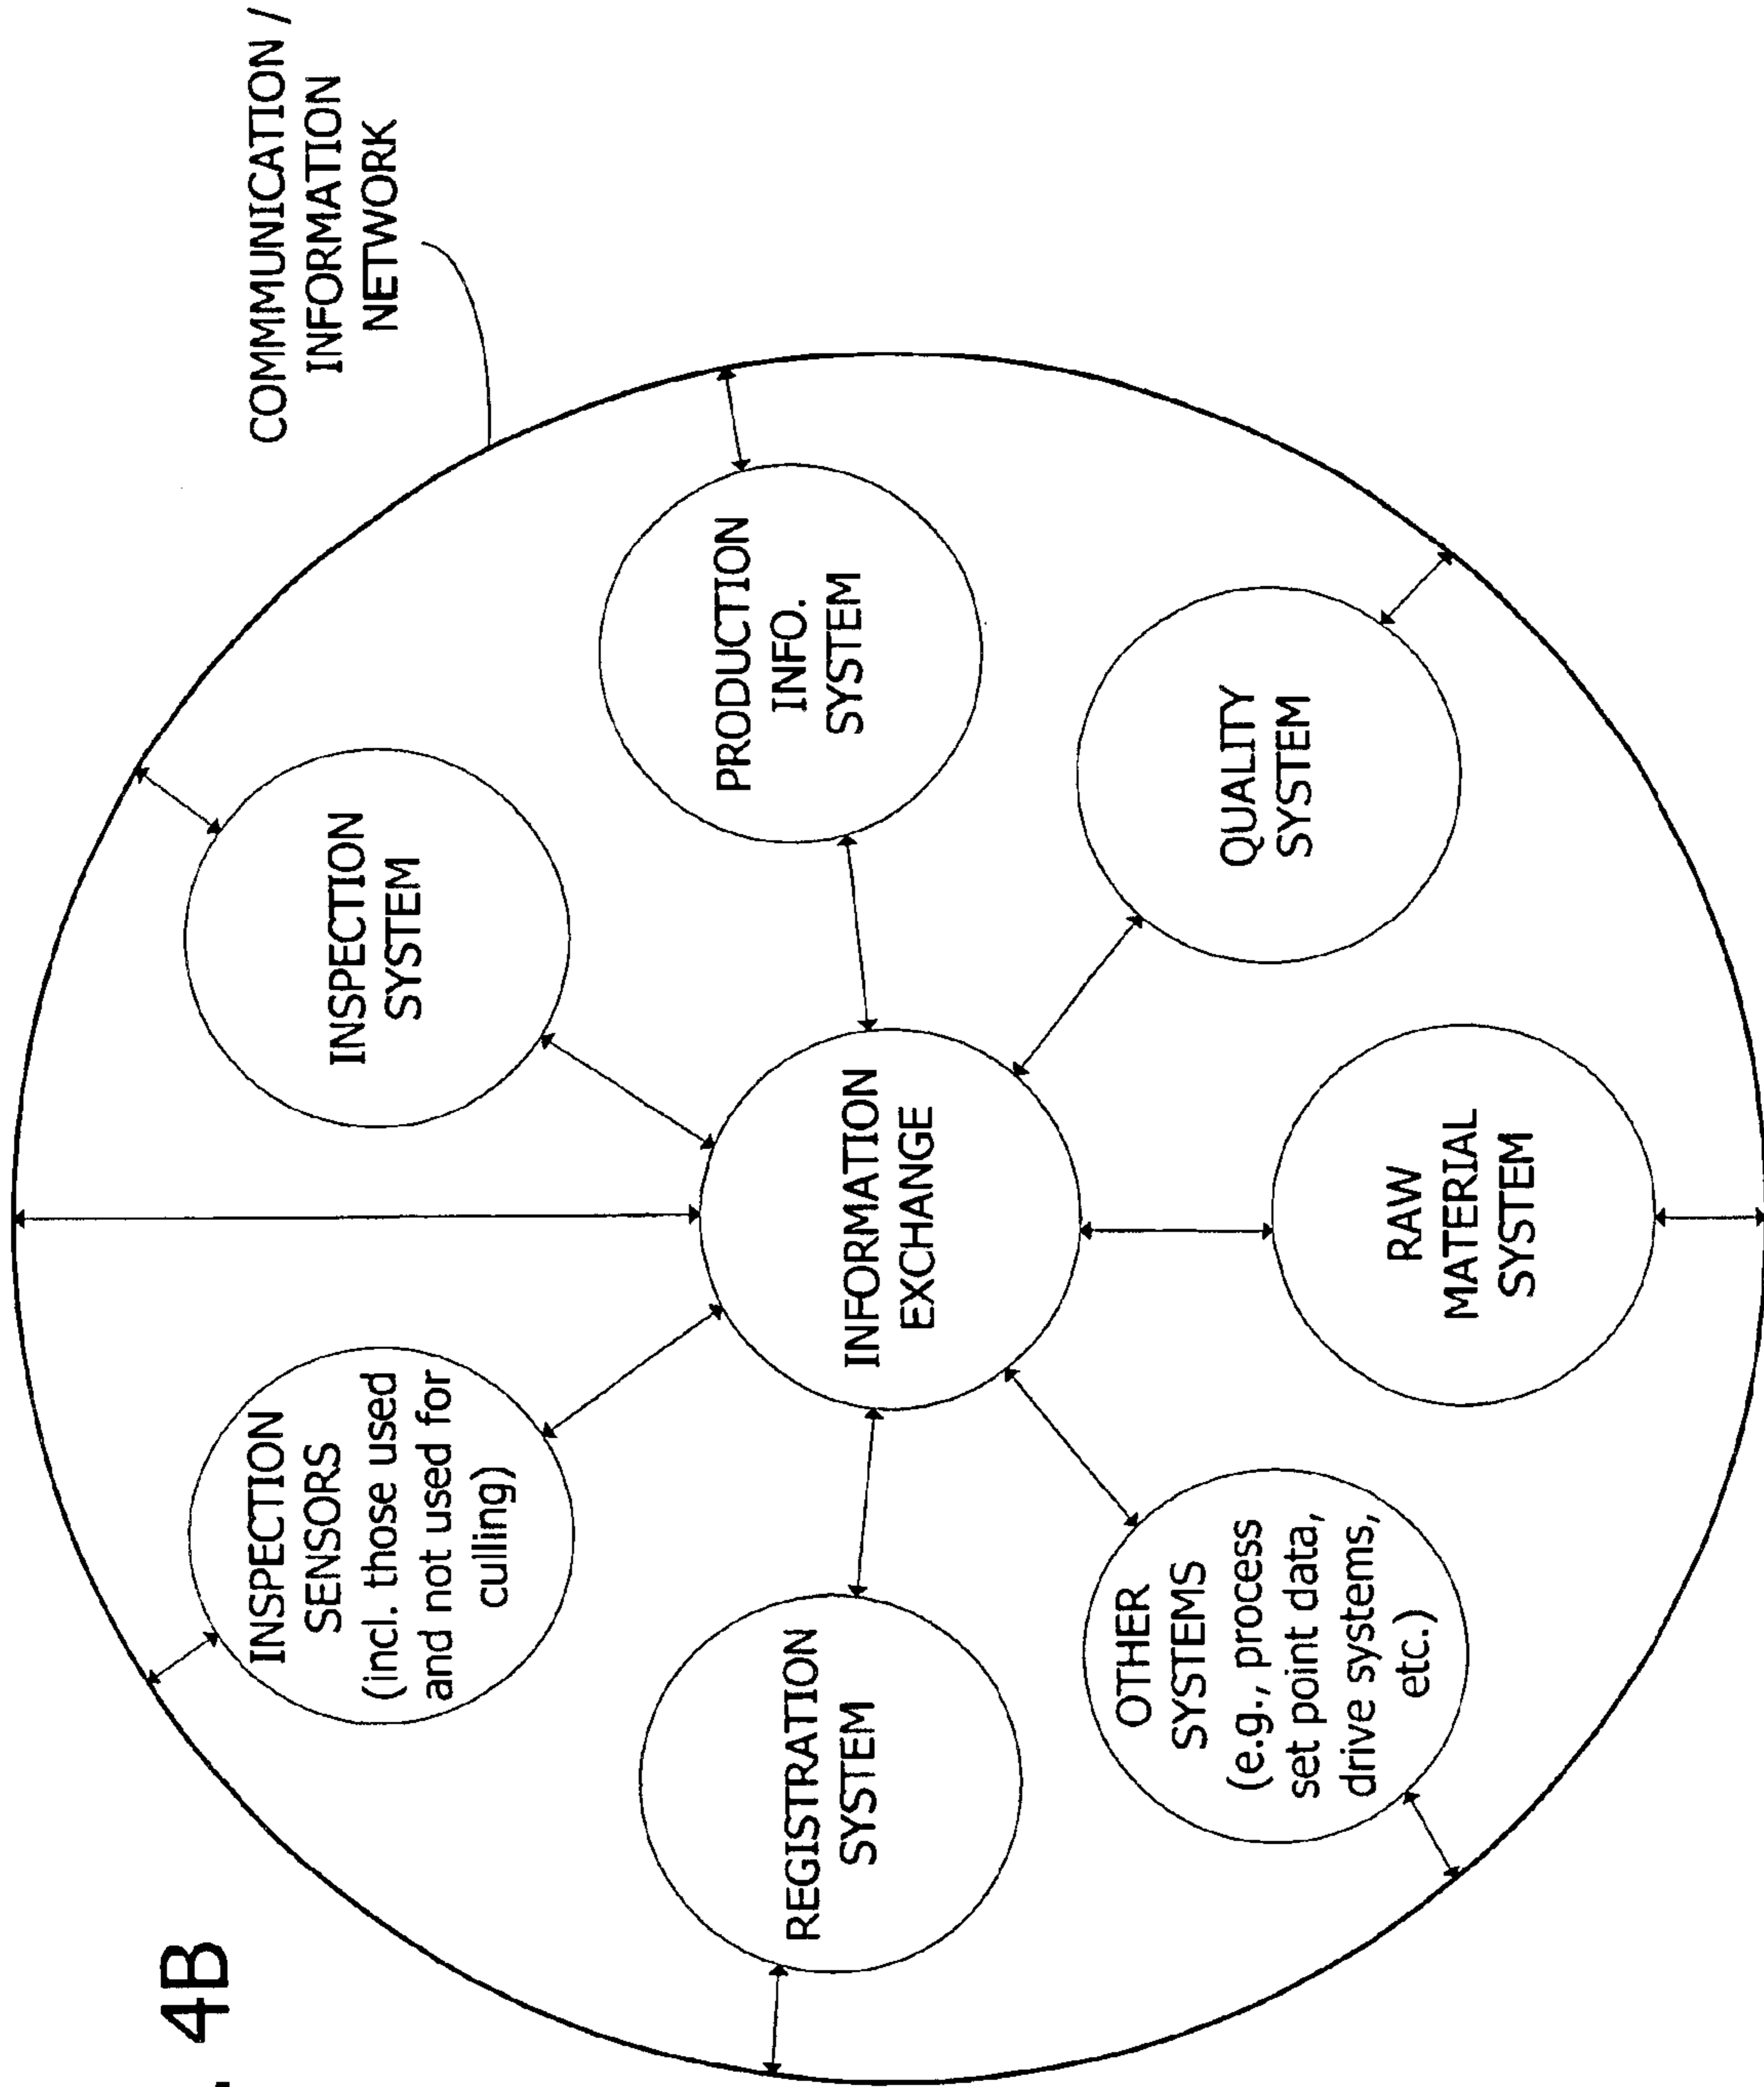 4B
COMMMUNICATION /
INFORMATION
NETWORK
INSPECTION
SENSORS
(incl. those used
and not used for
culling)
INSPECTION
SYSTEM
REGISTRATION
SYSTEM
INFORMATION
EXCHANGE
PRODUCTION
INFO.
SYSTEM
OTHER
SYSTEMS
(e.g., process
set point data,
drive systems,
etc.)
RAW
MATERIAL
SYSTEM
QUALITY
SYSTEM